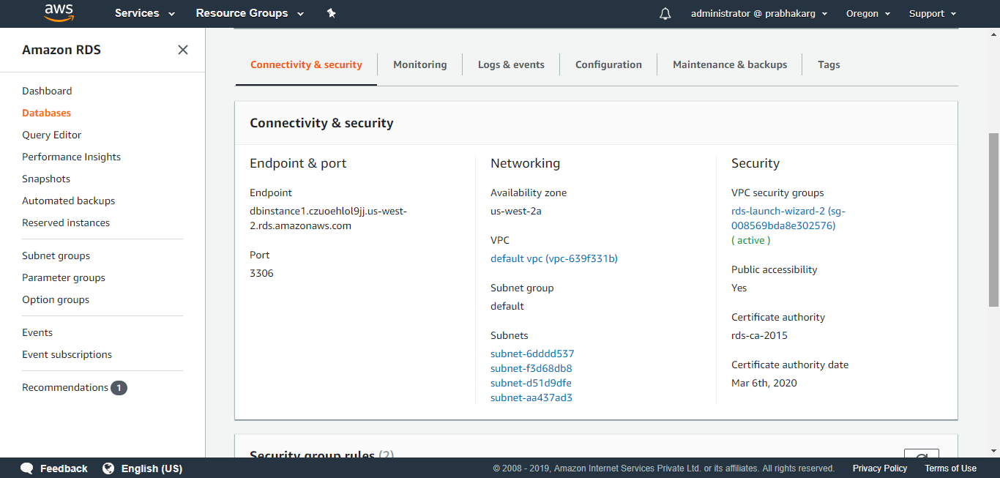 aws
Services
Resource Groups
administrator @ prabhakarg
Oregon
Support
Amazon RDS
Dashboard
Databases
Query Editor
Performance Insights
Snapshots
Automated backups
Reserved instances
Subnet groups
Parameter groups
Option groups
Events
Event subscriptions
Recommendations 1
Connectivity & security
Monitoring
Logs & events
Configuration
Maintenance & backups
Tags
Connectivity & security
Endpoint & port
Endpoint
dbinstance1.czuoehlol9jj.us-west-
2.rds.amazonaws.com
Port
3306
Networking
Availability zone
us-west-2a
VPC
default vpc (vpc-639f331b)
Subnet group
default
Subnets
subnet-6dddd537
subnet-f3d68db8
subnet-d51d9dfe
subnet-aa437ad3
Security
VPC security groups
rds-launch-wizard-2 (sg-
008569bda8e302576)
( active )
Public accessibility
Yes
Certificate authority
rds-ca-2015
Certificate authority date
Mar 6th, 2020
Security group rules (2)
Feedback
English (US)
© 2008 - 2019, Amazon Internet Services Private Ltd. or its affiliates. All rights reserved.
Privacy Policy
Terms of Use